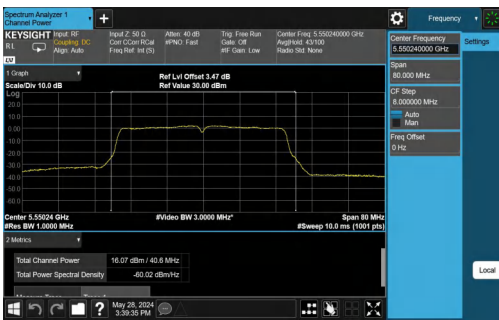 Spectrum Analyzer 1
Channel Power
+
Frequency
KEYSIGHT
RL
Input: RF
Coupling: DC
Align: Auto
Input Z: 50 Ω
Corr CCorr RCal
Freq Ref: Int (S)
Atten: 40 dB
#PNO: Fast
Trig: Free Run
Gate: Off
#IF Gain: Low
Center Freq: 5.550240000 GHz
Avg|Hold: 43/100
Radio Std: None
Center Frequency
5.550240000 GHz
Settings
Span
80.000 MHz
CF Step
8.000000 MHz
Auto
Man
Freq Offset
0 Hz
Local
LXI
1 Graph
Scale/Div 10.0 dB
Ref Lvl Offset 3.47 dB
Ref Value 30.00 dBm
Log
20.0
10.0
0.00
-10.0
-20.0
-30.0
-40.0
-50.0
-60.0
Center 5.55024 GHz
#Res BW 1.0000 MHz
#Video BW 3.0000 MHz*
Span 80 MHz
#Sweep 10.0 ms (1001 pts)
2 Metrics
Total Channel Power 16.07 dBm / 40.6 MHz
Total Power Spectral Density -60.02 dBm/Hz
?
May 28, 2024
3:39:35 PM